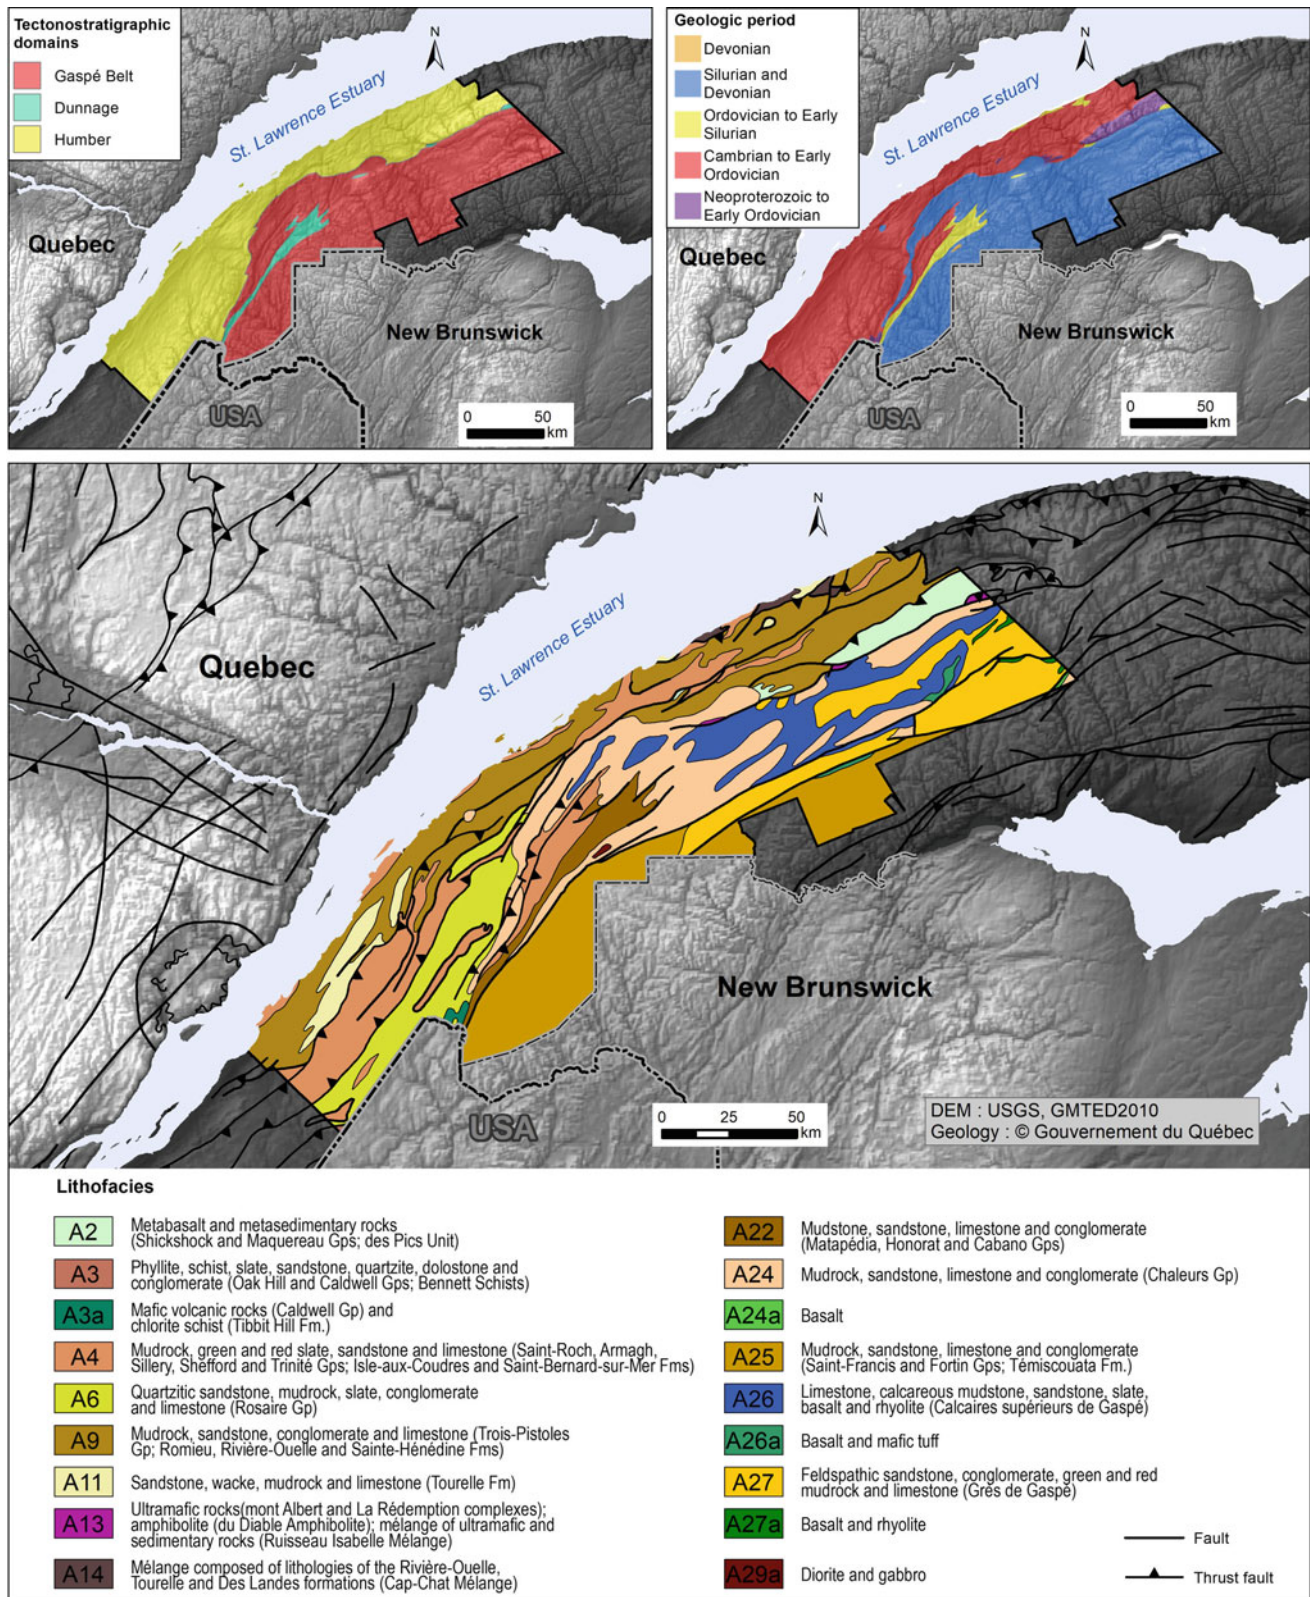 Tectonostratigraphic
domains
Gaspé Belt
Dunnage
Humber
N
St. Lawrence Estuary
Quebec
New Brunswick
USA
0 50
km
Geologic period
Devonian
Silurian and
Devonian
Ordovician to Early
Silurian
Cambrian to Early
Ordovician
Neoproterozoic to
Early Ordovician
N
St. Lawrence Estuary
Quebec
New Brunswick
USA
0 50
km
N
St. Lawrence Estuary
Quebec
New Brunswick
USA
0 25 50
km
DEM : USGS, GMTED2010
Geology : © Gouvernement du Québec
Lithofacies
A2 Metabasalt and metasedimentary rocks
(Shickshock and Maquereau Gps; des Pics Unit)
A3 Phyllite, schist, slate, sandstone, quartzite, dolostone and
conglomerate (Oak Hill and Caldwell Gps; Bennett Schists)
A3a Mafic volcanic rocks (Caldwell Gp) and
chlorite schist (Tibbit Hill Fm.)
A4 Mudrock, green and red slate, sandstone and limestone (Saint-Roch, Armagh,
Sillery, Shefford and Trinité Gps; Isle-aux-Coudres and Saint-Bernard-sur-Mer Fms)
A6 Quartzitic sandstone, mudrock, slate, conglomerate
and limestone (Rosaire Gp)
A9 Mudrock, sandstone, conglomerate and limestone (Trois-Pistoles
Gp; Romieu, Rivière-Ouelle and Sainte-Hénédine Fms)
A11 Sandstone, wacke, mudrock and limestone (Tourelle Fm)
A13 Ultramafic rocks(mont Albert and La Rédemption complexes);
amphibolite (du Diable Amphibolite); mélange of ultramafic and
sedimentary rocks (Ruisseau Isabelle Mélange)
A14 Mélange composed of lithologies of the Rivière-Ouelle,
Tourelle and Des Landes formations (Cap-Chat Mélange)
A22 Mudstone, sandstone, limestone and conglomerate
(Matapédia, Honorat and Cabano Gps)
A24 Mudrock, sandstone, limestone and conglomerate (Chaleurs Gp)
A24a Basalt
A25 Mudrock, sandstone, limestone and conglomerate
(Saint-Francis and Fortin Gps; Témiscouata Fm.)
A26 Limestone, calcareous mudstone, sandstone, slate,
basalt and rhyolite (Calcaires supérieurs de Gaspé)
A26a Basalt and mafic tuff
A27 Feldspathic sandstone, conglomerate, green and red
mudrock and limestone (Grès de Gaspé)
A27a Basalt and rhyolite
A29a Diorite and gabbro
Fault
Thrust fault